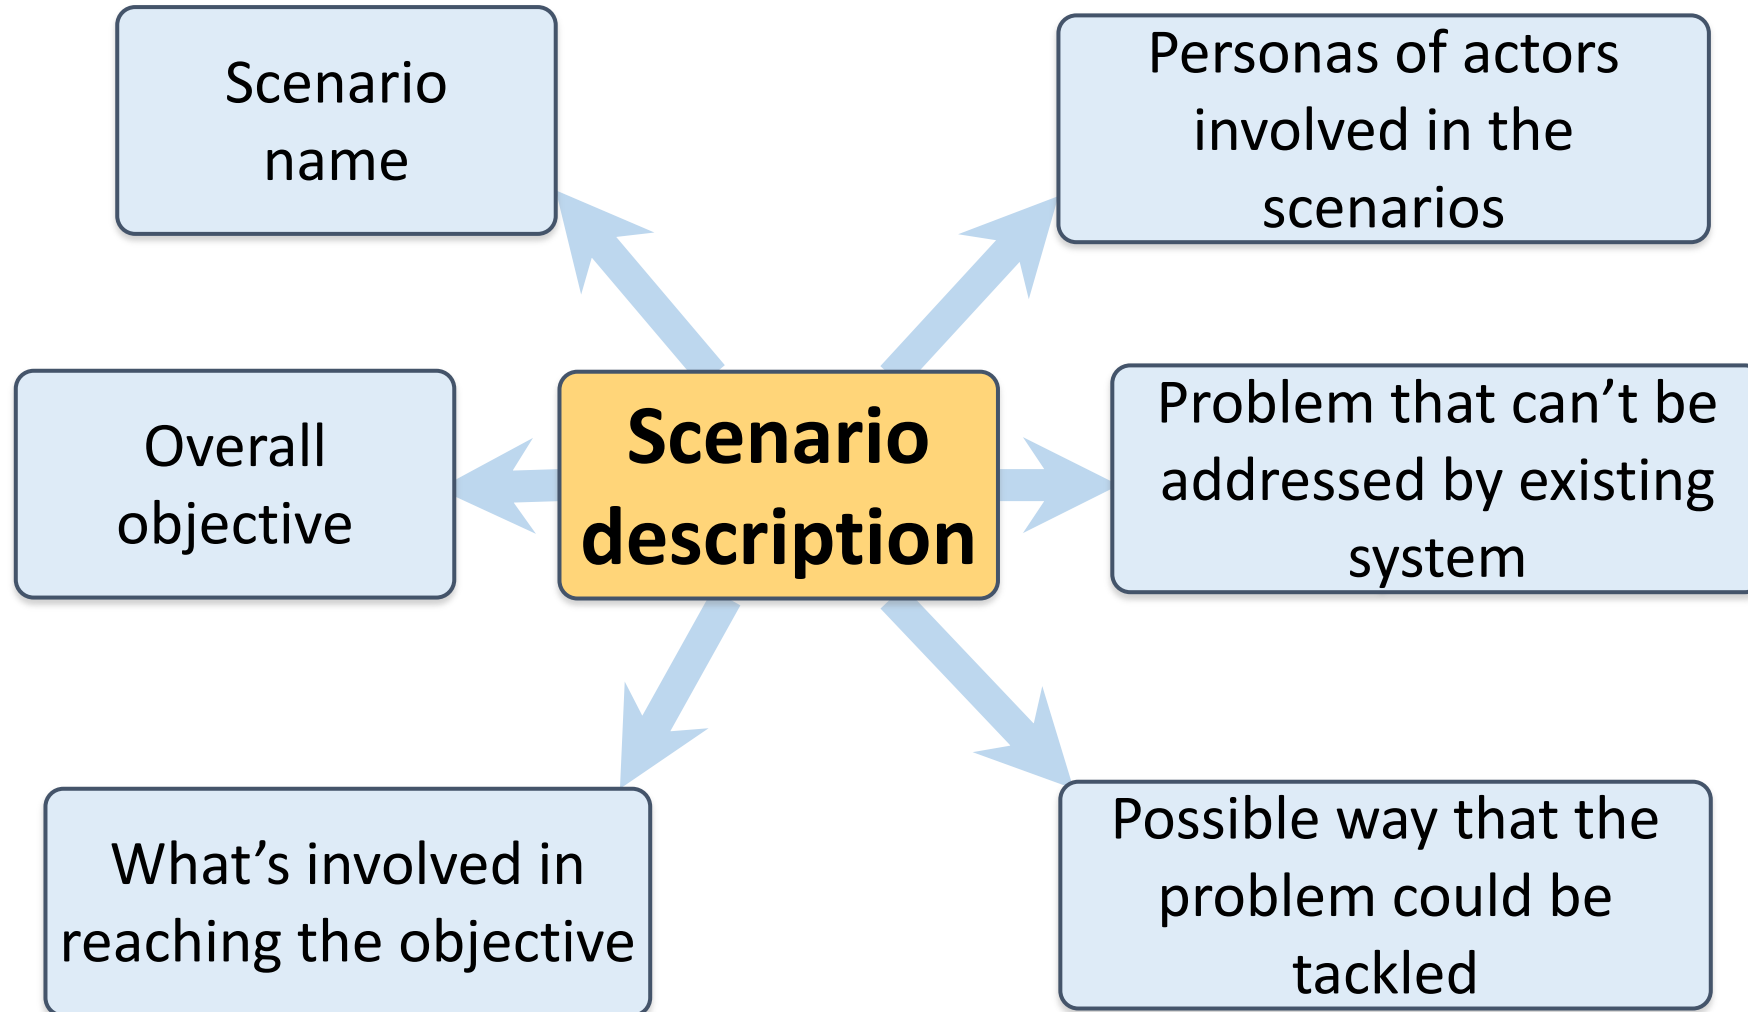 Scenario
name
Personas of actors
involved in the
scenarios
Overall
objective
Scenario
description
Problem that can’t be
addressed by existing
system
What’s involved in
reaching the objective
Possible way that the
problem could be
tackled